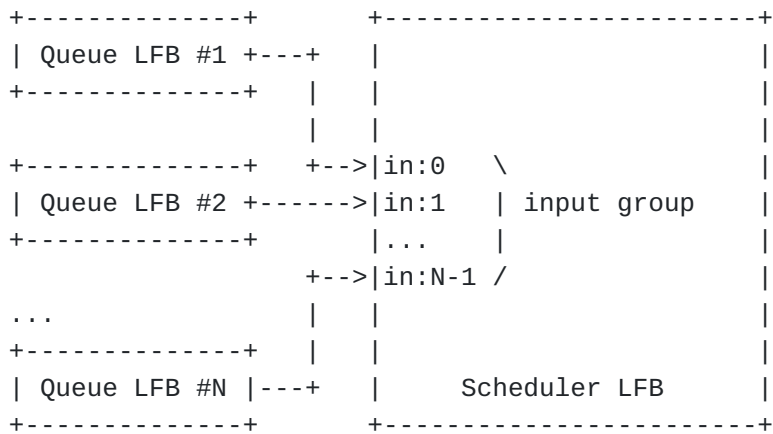 +--------------+       +------------------------+
| Queue LFB #1 +---+   |                        |
+--------------+   |   |                        |
                   |   |                        |
+--------------+   +-->|in:0   \                |
| Queue LFB #2 +------>|in:1   | input group    |
+--------------+       |...    |                |
                   +-->|in:N-1 /                |
...                |   |                        |
+--------------+   |   |                        |
| Queue LFB #N |---+   |     Scheduler LFB      |
+--------------+       +------------------------+